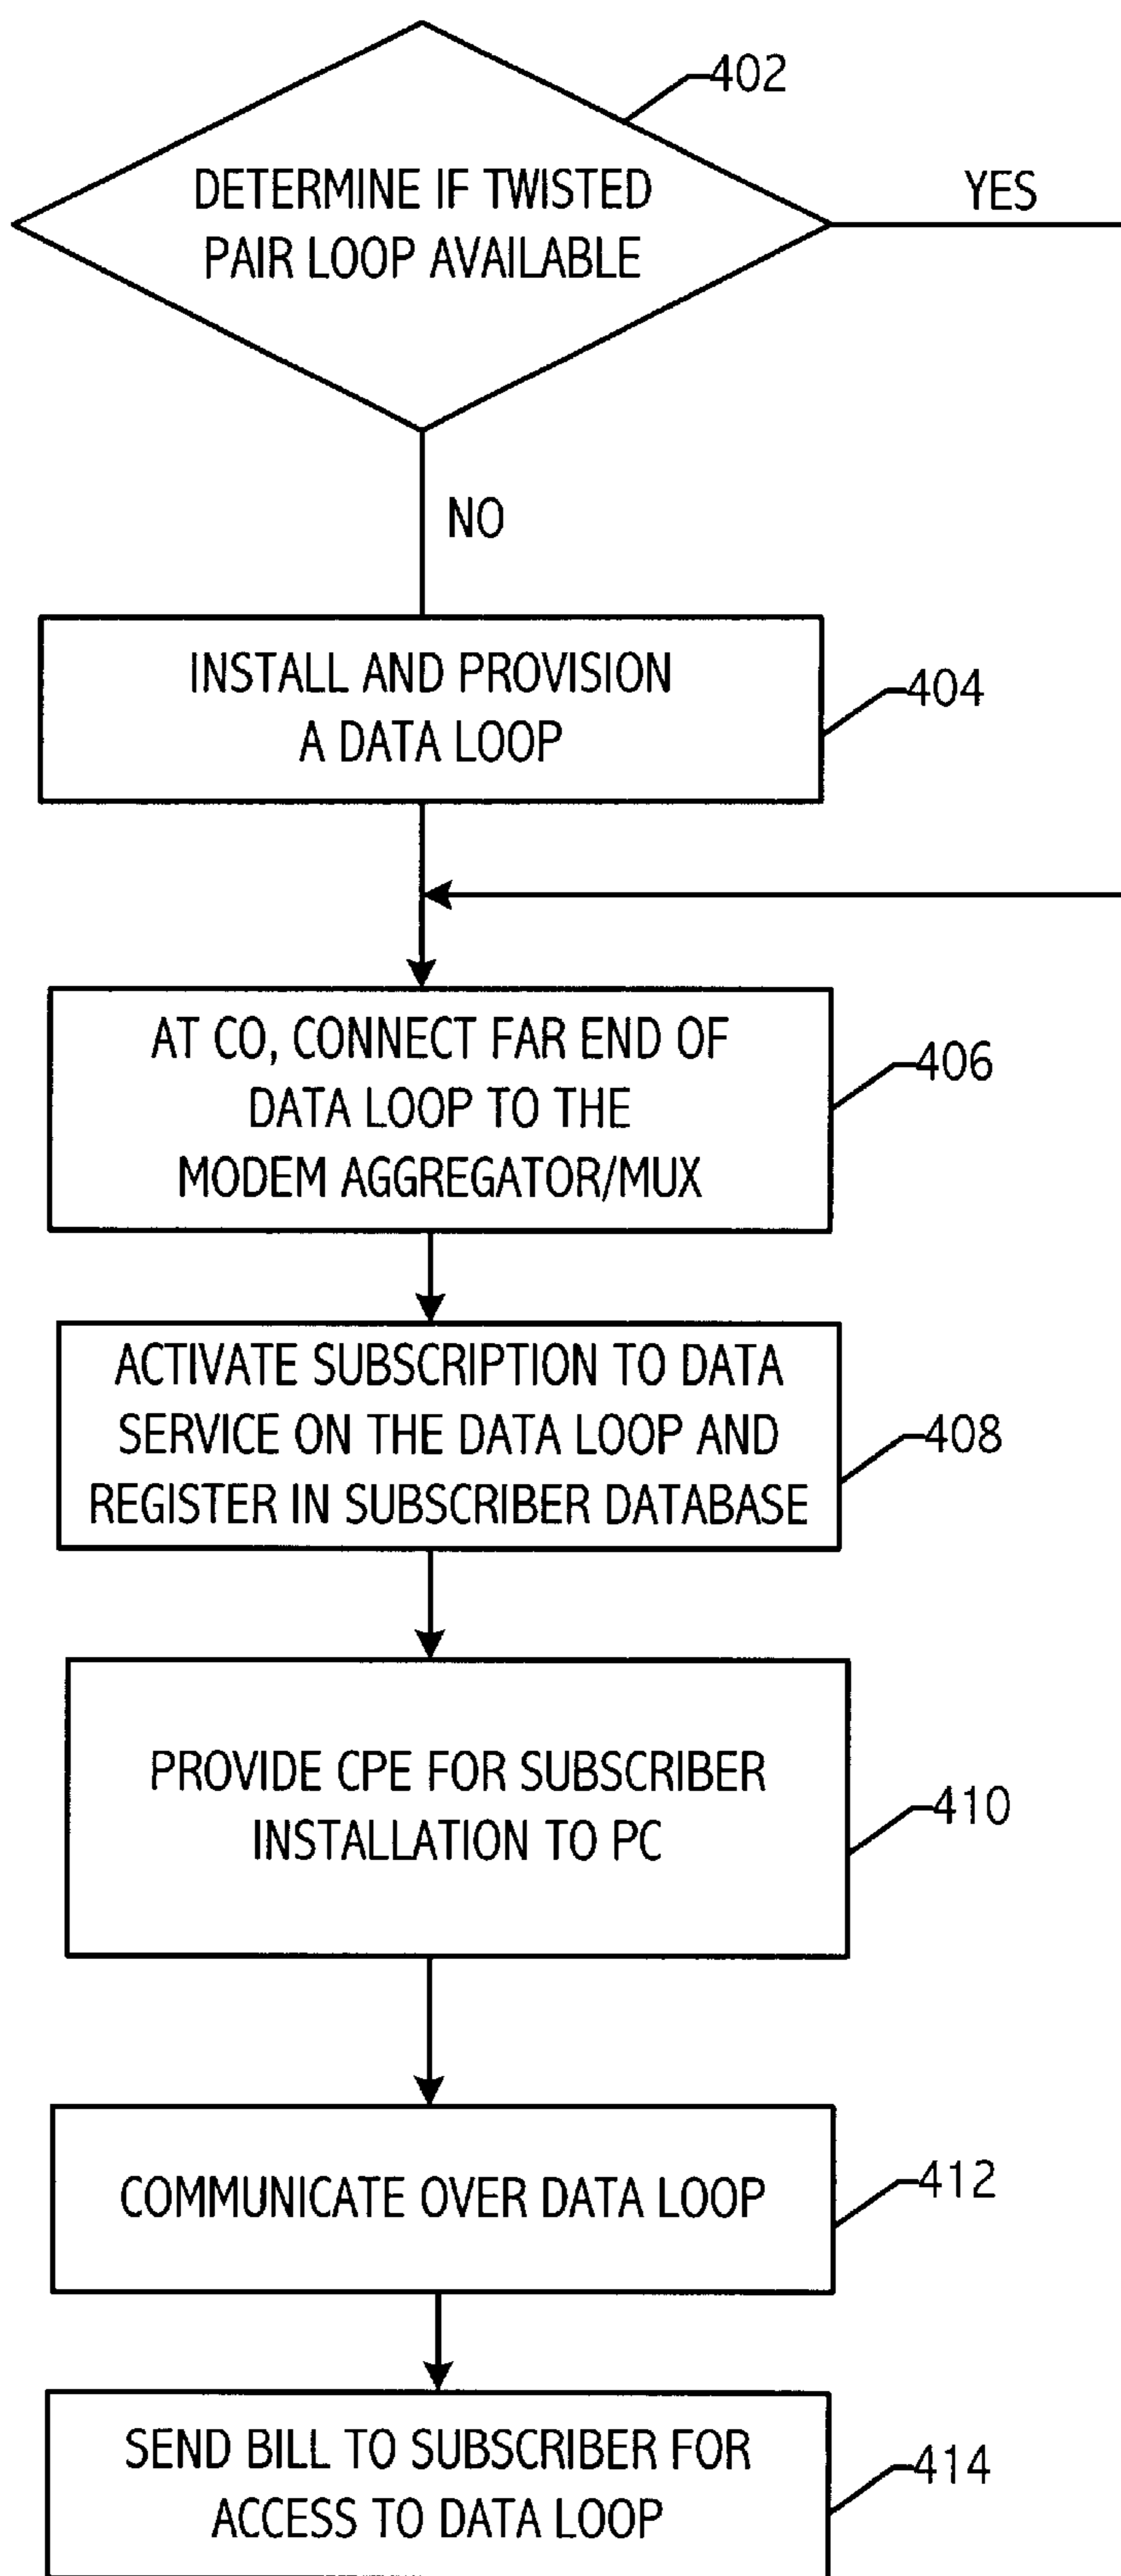 402
DETERMINE IF TWISTED
PAIR LOOP AVAILABLE
YES
NO
INSTALL AND PROVISION
A DATA LOOP
404
AT CO, CONNECT FAR END OF
DATA LOOP TO THE
MODEM AGGREGATOR/MUX
406
ACTIVATE SUBSCRIPTION TO DATA
SERVICE ON THE DATA LOOP AND
REGISTER IN SUBSCRIBER DATABASE
408
PROVIDE CPE FOR SUBSCRIBER
INSTALLATION TO PC
410
COMMUNICATE OVER DATA LOOP
412
SEND BILL TO SUBSCRIBER FOR
ACCESS TO DATA LOOP
414